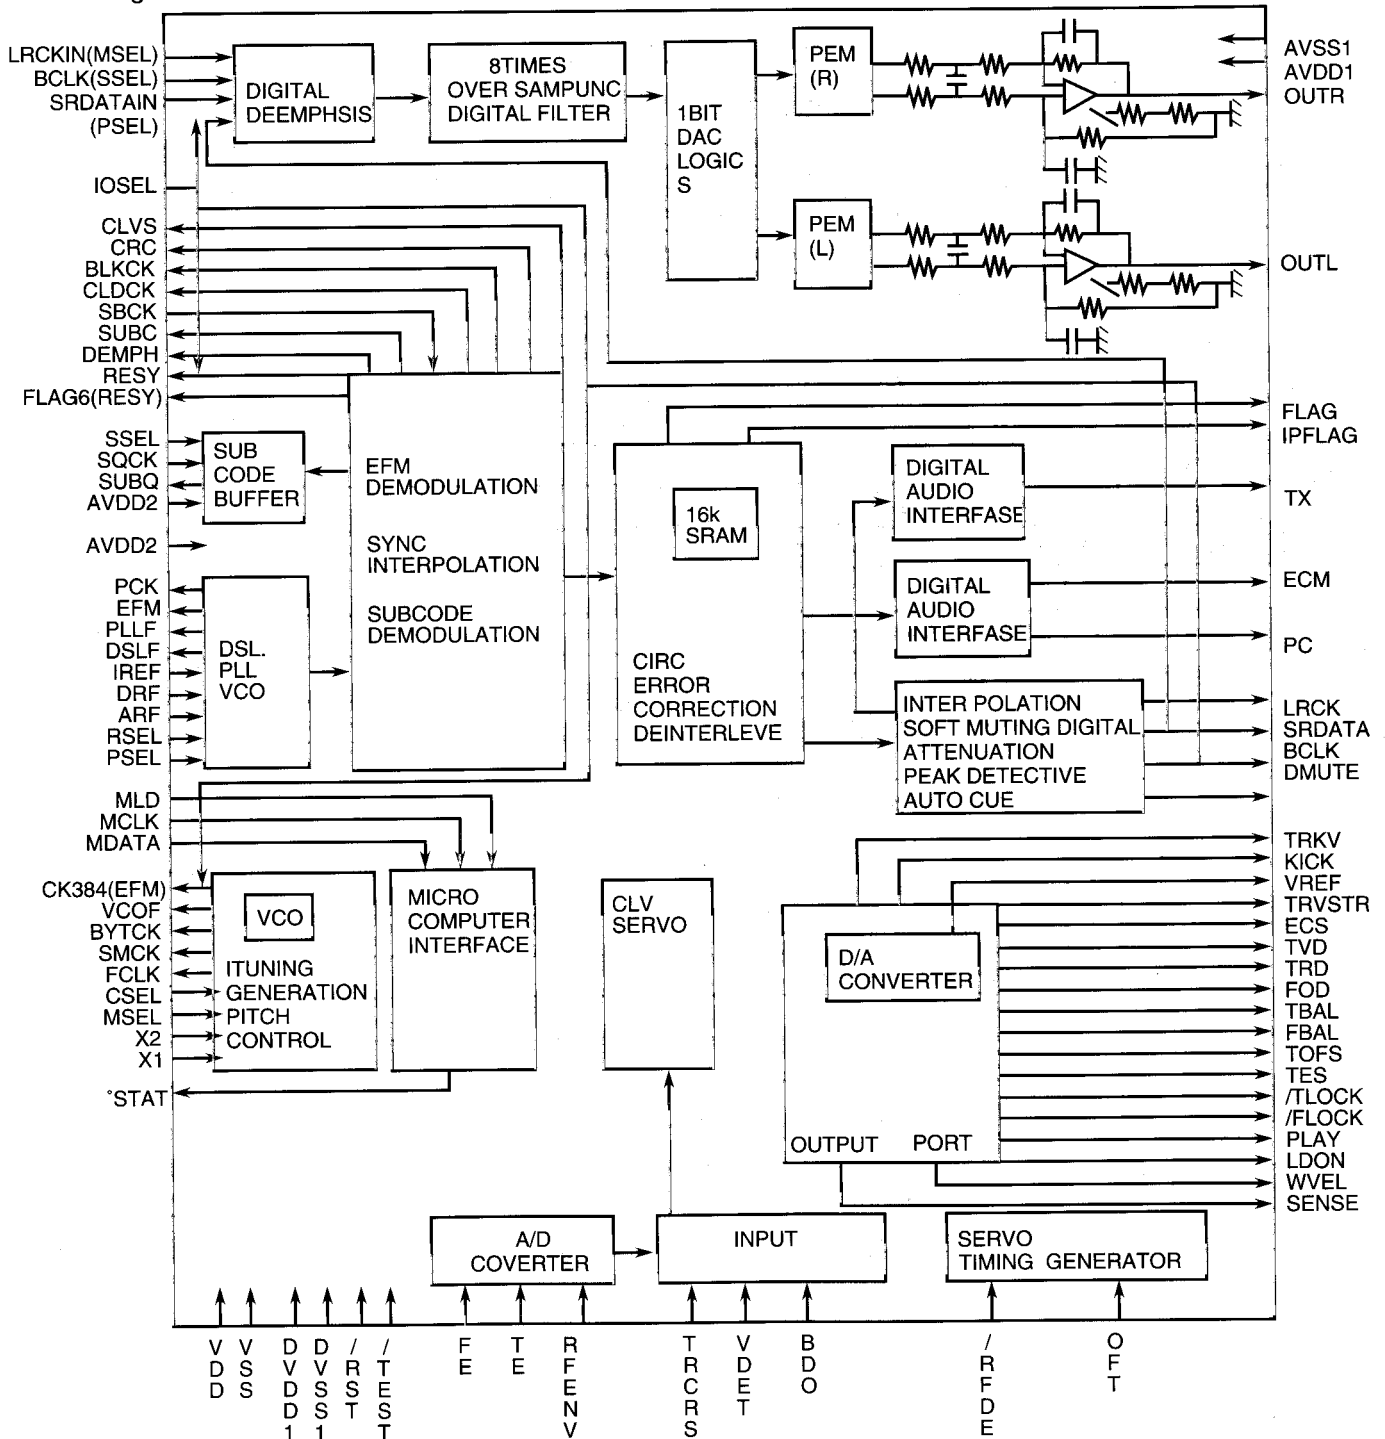 LRCKIN(MSEL)
BCLK(SSEL)
SRDATAIN
(PSEL)
IOSEL
CLVS
CRC
BLKCK
CLDCK
SBCK
SUBC
DEMPH
RESY
FLAG6(RESY)
SSEL
SQCK
SUBQ
AVDD2
AVDD2
PCK
EFM
PLLF
DSLF
IREF
DRF
ARF
RSEL
PSEL
MLD
MCLK
MDATA
CK384(EFM)
VCOF
BYTCK
SMCK
FCLK
CSEL
MSEL
X2
X1
°STAT
DIGITAL
DEEMPHSIS
8TIMES
OVER SAMPUNC
DIGITAL FILTER
1BIT
DAC
LOGIC
S
PEM
(R)
PEM
(L)
AVSS1
AVDD1
OUTR
OUTL
SUB
CODE
BUFFER
EFM
DEMODULATION
SYNC
INTERPOLATION
SUBCODE
DEMODULATION
DSL.
PLL
VCO
16k
SRAM
CIRC
ERROR
CORRECTION
DEINTERLEVE
DIGITAL
AUDIO
INTERFASE
DIGITAL
AUDIO
INTERFASE
INTER POLATION
SOFT MUTING DIGITAL
ATTENUATION
PEAK DETECTIVE
AUTO CUE
FLAG
IPFLAG
TX
ECM
PC
LRCK
SRDATA
BCLK
DMUTE
VCO
ITUNING
GENERATION
PITCH
CONTROL
MICRO
COMPUTER
INTERFACE
CLV
SERVO
D/A
CONVERTER
OUTPUT PORT
TRKV
KICK
VREF
TRVSTR
ECS
TVD
TRD
FOD
TBAL
FBAL
TOFS
TES
/TLOCK
/FLOCK
PLAY
LDON
WVEL
SENSE
A/D
COVERTER
INPUT
SERVO
TIMING GENERATOR
VDD
VSS
DVDD1
DVSS1
/RST
/TEST
FE
TE
RFENV
TRCRS
VDET
BDO
/RFDE
OFT